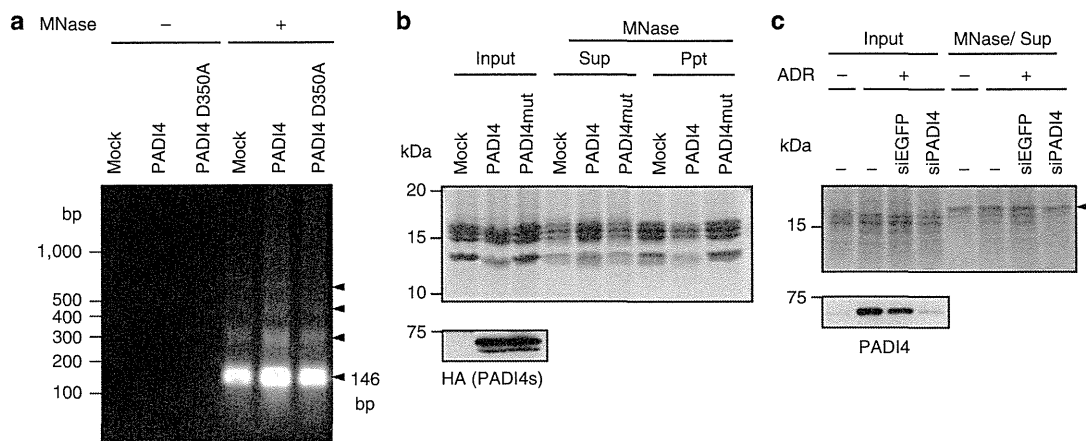 a
MNase
–
+
Mock
PADI4
PADI4 D350A
Mock
PADI4
PADI4 D350A
bp
1,000
500
400
300
200
100
146
bp
b
MNase
Input
Sup
Ppt
Mock
PADI4
PADI4mut
Mock
PADI4
PADI4mut
Mock
PADI4
PADI4mut
kDa
20
15
10
75
HA (PADI4s)
c
Input
MNase/ Sup
ADR
–
+
–
+
–
–
siEGFP
siPADI4
–
–
siEGFP
siPADI4
kDa
15
75
PADI4